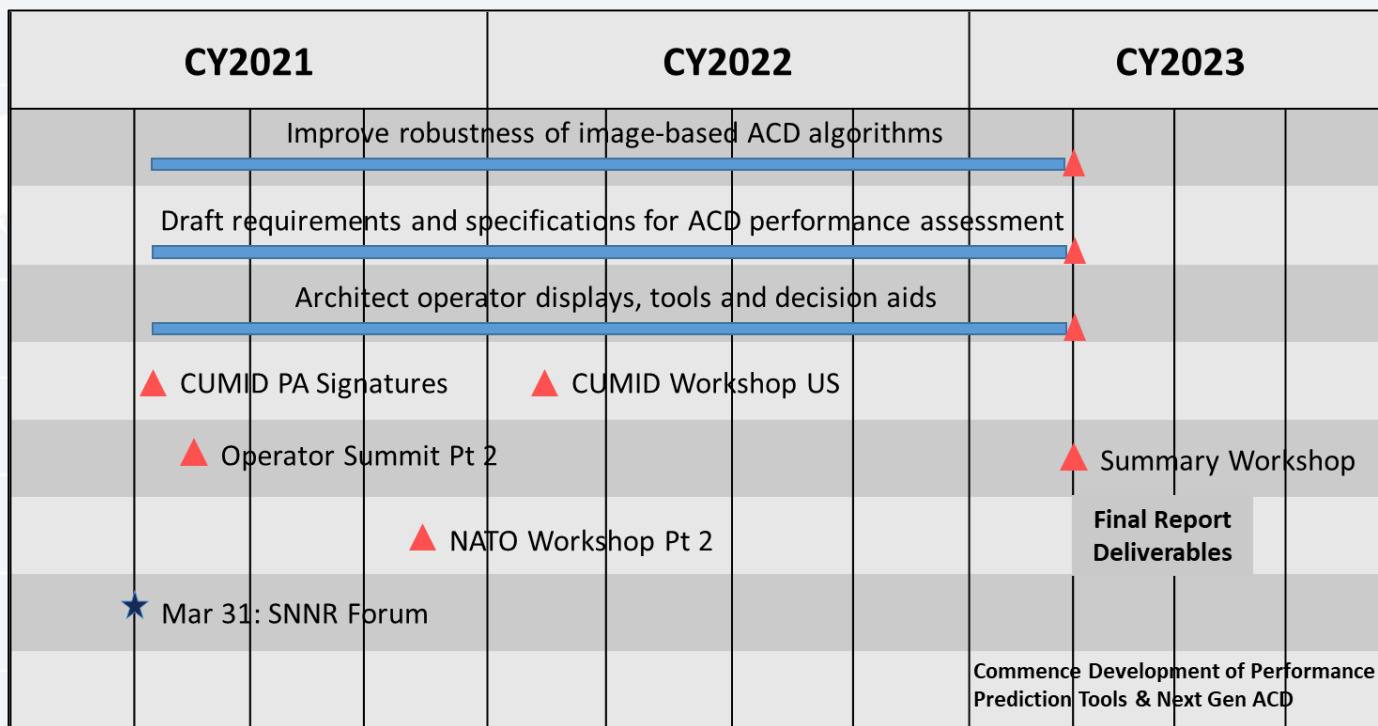 CY2021
CY2022
CY2023
Improve robustness of image-based ACD algorithms
Draft requirements and specifications for ACD performance assessment
Architect operator displays, tools and decision aids
CUMID PA Signatures
CUMID Workshop US
Operator Summit Pt 2
Summary Workshop
NATO Workshop Pt 2
Final Report
Deliverables
Mar 31: SNNR Forum
Commence Development of Performance
Prediction Tools & Next Gen ACD